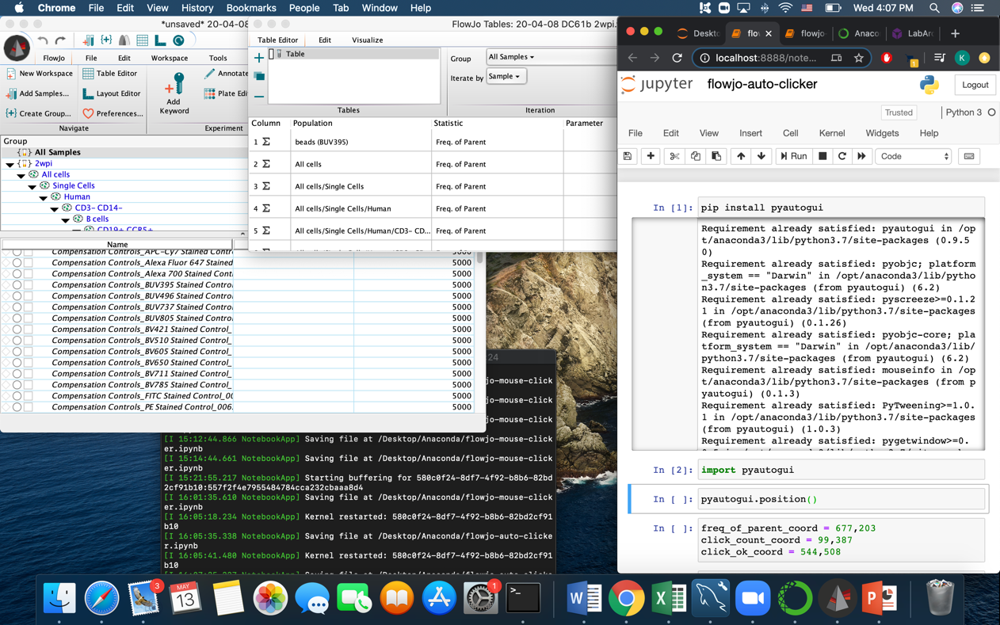 Chrome File Edit View History Bookmarks People Tab Window Help
Wed 4:07 PM
*unsaved* 20-04-08
FlowJo File Edit Workspace Tools
New Workspace
Table Editor
Annotate
Add Samples...
Layout Editor
Add Keyword
Create Group...
Preferences...
Navigate
Experiment
Group
All Samples
2wpi
All cells
Single Cells
Human
CD3- CD14-
B cells
CD19+ CCR5+
Name
Compensation Controls_APC-Cy7 Stained Contr 5000
Compensation Controls_Alexa Fluor 647 Stained 5000
Compensation Controls_Alexa 700 Stained Cont 5000
Compensation Controls_BUV395 Stained Contro 5000
Compensation Controls_BUV496 Stained Contro 5000
Compensation Controls_BUV737 Stained Contro 5000
Compensation Controls_BUV805 Stained Contro 5000
Compensation Controls_BV421 Stained Control_ 5000
Compensation Controls_BV510 Stained Control_ 5000
Compensation Controls_BV605 Stained Control_ 5000
Compensation Controls_BV650 Stained Control_ 5000
Compensation Controls_BV711 Stained Control_ 5000
Compensation Controls_BV785 Stained Control_ 5000
Compensation Controls_FITC Stained Control_00 5000
Compensation Controls_PE Stained Control_006. 5000
FlowJo Tables: 20-04-08 DC61b 2wpi.
Table Editor Edit Visualize
Table
Group All Samples
Iterate by Sample
Tables
Iteration
Column Population Statistic Parameter
1 Σ beads (BUV395) Freq. of Parent
2 Σ All cells Freq. of Parent
3 Σ All cells/Single Cells Freq. of Parent
4 Σ All cells/Single Cells/Human Freq. of Parent
5 Σ All cells/Single Cells/Human/CD3- CD... Freq. of Parent
24
jo-mouse-click
jo-mouse-click
jo-mouse-click
[I 15:12:44.866 NotebookApp] Saving file at /Desktop/Anaconda/flowjo-mouse-click
er.ipynb
[I 15:14:44.661 NotebookApp] Saving file at /Desktop/Anaconda/flowjo-mouse-click
er.ipynb
[I 15:21:55.217 NotebookApp] Starting buffering for 580c0f24-8df7-4f92-b8b6-82bd
2cf91b10:557f2f4e7955484784cca232cbaaa8d4
[I 16:01:35.610 NotebookApp] Saving file at /Desktop/Anaconda/flowjo-mouse-click
er.ipynb
[I 16:05:18.234 NotebookApp] Kernel restarted: 580c0f24-8df7-4f92-b8b6-82bd2cf91
b10
[I 16:05:35.338 NotebookApp] Saving file at /Desktop/Anaconda/flowjo-auto-clicke
r.ipynb
[I 16:05:41.480 NotebookApp] Kernel restarted: 580c0f24-8df7-4f92-b8b6-82bd2cf91
b10
Deskto flow flowjo- Anaco LabAr
localhost:8888/note...
1
K
jupyter flowjo-auto-clicker
Logout
Trusted Python 3
File Edit View Insert Cell Kernel Widgets Help
Run Code
In [1]: pip install pyautogui
Requirement already satisfied: pyautogui in /op
t/anaconda3/lib/python3.7/site-packages (0.9.5
0)
Requirement already satisfied: pyobjc; platform
_system == "Darwin" in /opt/anaconda3/lib/pytho
n3.7/site-packages (from pyautogui) (6.2)
Requirement already satisfied: pyscreeze>=0.1.2
1 in /opt/anaconda3/lib/python3.7/site-packages
(from pyautogui) (0.1.26)
Requirement already satisfied: pyobjc-core; pla
tform_system == "Darwin" in /opt/anaconda3/lib/
python3.7/site-packages (from pyautogui) (6.2)
Requirement already satisfied: mouseinfo in /op
t/anaconda3/lib/python3.7/site-packages (from p
yautogui) (0.1.3)
Requirement already satisfied: PyTweening>=1.0.
1 in /opt/anaconda3/lib/python3.7/site-packages
(from pyautogui) (1.0.3)
Requirement already satisfied: pygetwindow>=0.
In [2]: import pyautogui
In [ ]: pyautogui.position()
In [ ]: freq_of_parent_coord = 677,203
click_count_coord = 99,387
click_ok_coord = 544,508
3
MAY
13
1
>_
W
X
zoom
P